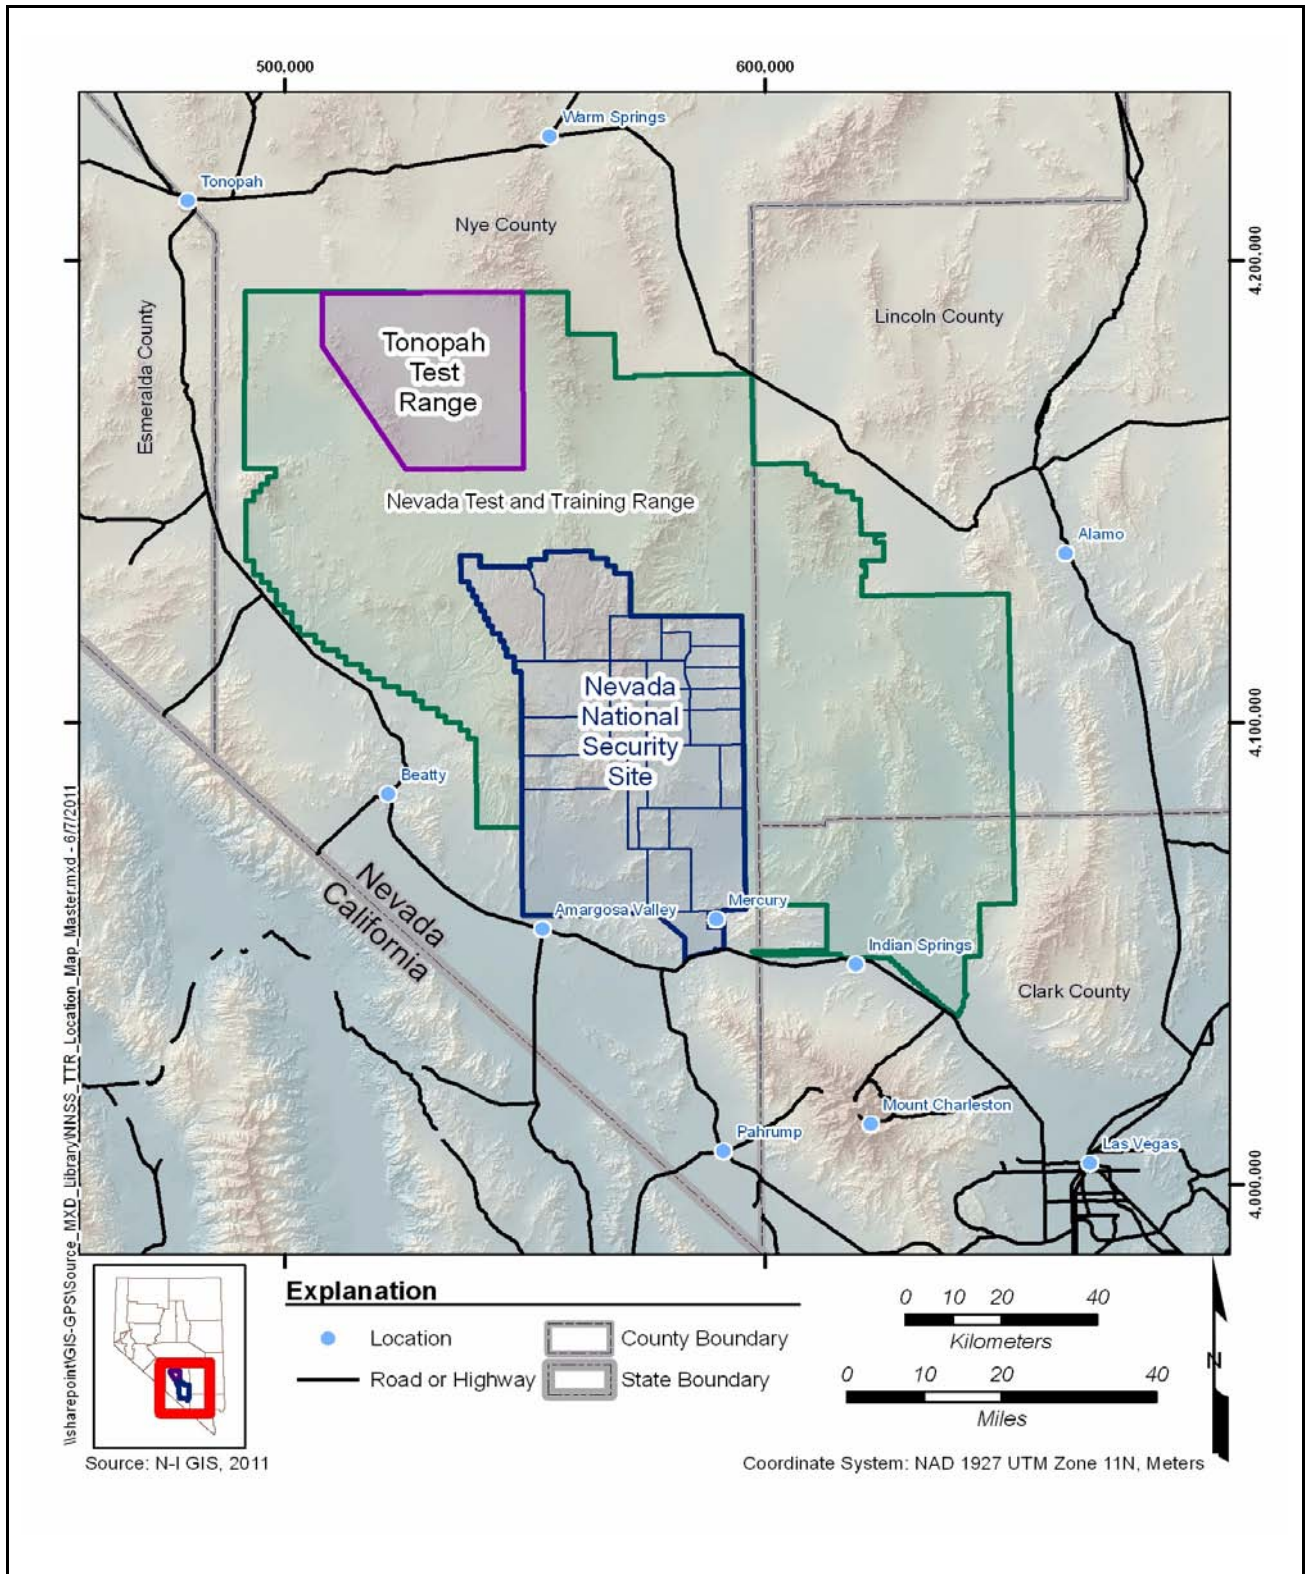 500,000
600,000
Warm Springs
Tonopah
Nye County
4,200,000
Esmeralda County
Lincoln County
Tonopah
Test
Range
Nevada Test and Training Range
Alamo
Nevada
National
Security
Site
4,100,000
Beatty
Nevada
California
Amargosa Valley
Mercury
Indian Springs
Clark County
Mount Charleston
Pahrump
Las Vegas
4,000,000
\\sharepoint\GIS-GPS\Source_MXD_Library\NNSS_TTR_Location_Map_Master.mxd - 6/7/2011
Explanation
Location
County Boundary
Road or Highway
State Boundary
0 10 20 40
Kilometers
0 10 20 40
Miles
N
Source: N-I GIS, 2011
Coordinate System: NAD 1927 UTM Zone 11N, Meters